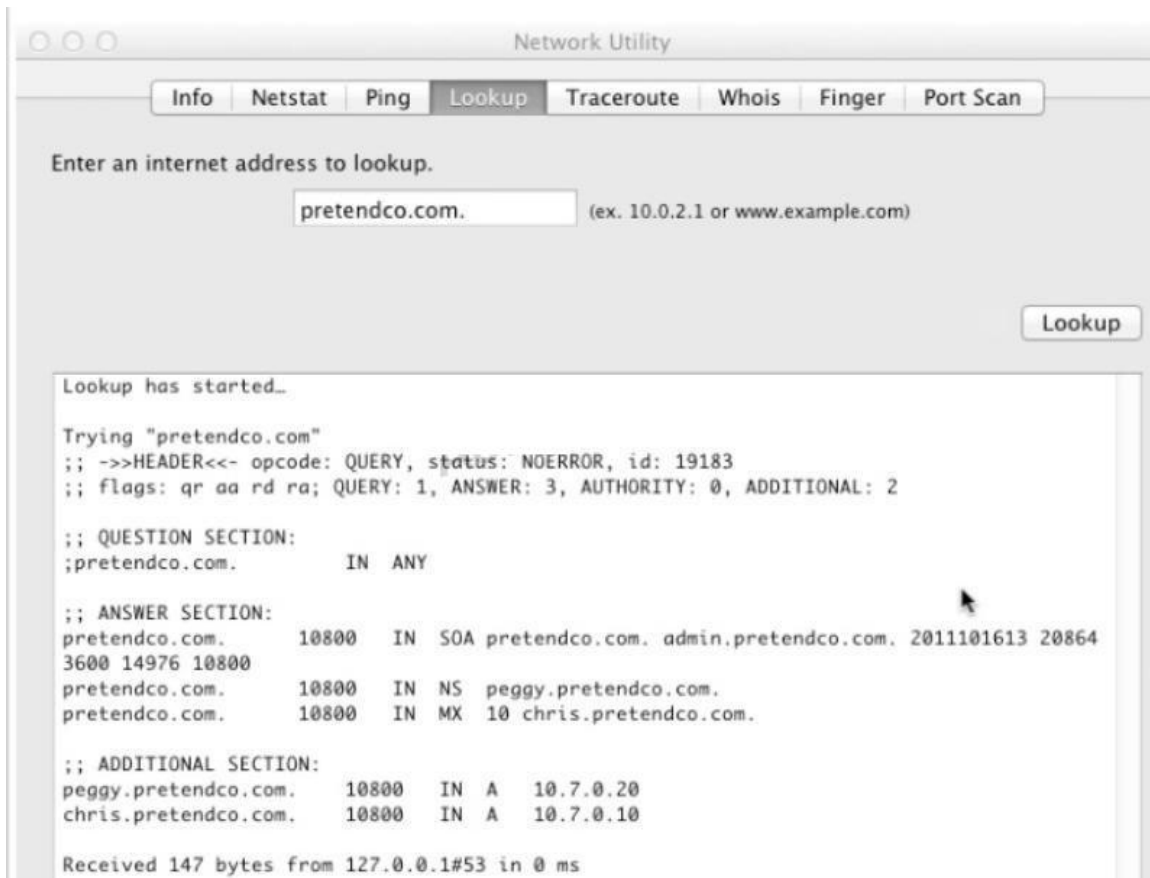 Network Utility
Info Netstat Ping Lookup Traceroute Whois Finger Port Scan
Enter an internet address to lookup.
pretendco.com. (ex. 10.0.2.1 or www.example.com)
Lookup
Lookup has started…
Trying "pretendco.com"
;; ->>HEADER<<- opcode: QUERY, status: NOERROR, id: 19183
;; flags: qr aa rd ra; QUERY: 1, ANSWER: 3, AUTHORITY: 0, ADDITIONAL: 2
;; QUESTION SECTION:
;pretendco.com. IN ANY
;; ANSWER SECTION:
pretendco.com. 10800 IN SOA pretendco.com. admin.pretendco.com. 2011101613 20864
3600 14976 10800
pretendco.com. 10800 IN NS peggy.pretendco.com.
pretendco.com. 10800 IN MX 10 chris.pretendco.com.
;; ADDITIONAL SECTION:
peggy.pretendco.com. 10800 IN A 10.7.0.20
chris.pretendco.com. 10800 IN A 10.7.0.10
Received 147 bytes from 127.0.0.1#53 in 0 ms